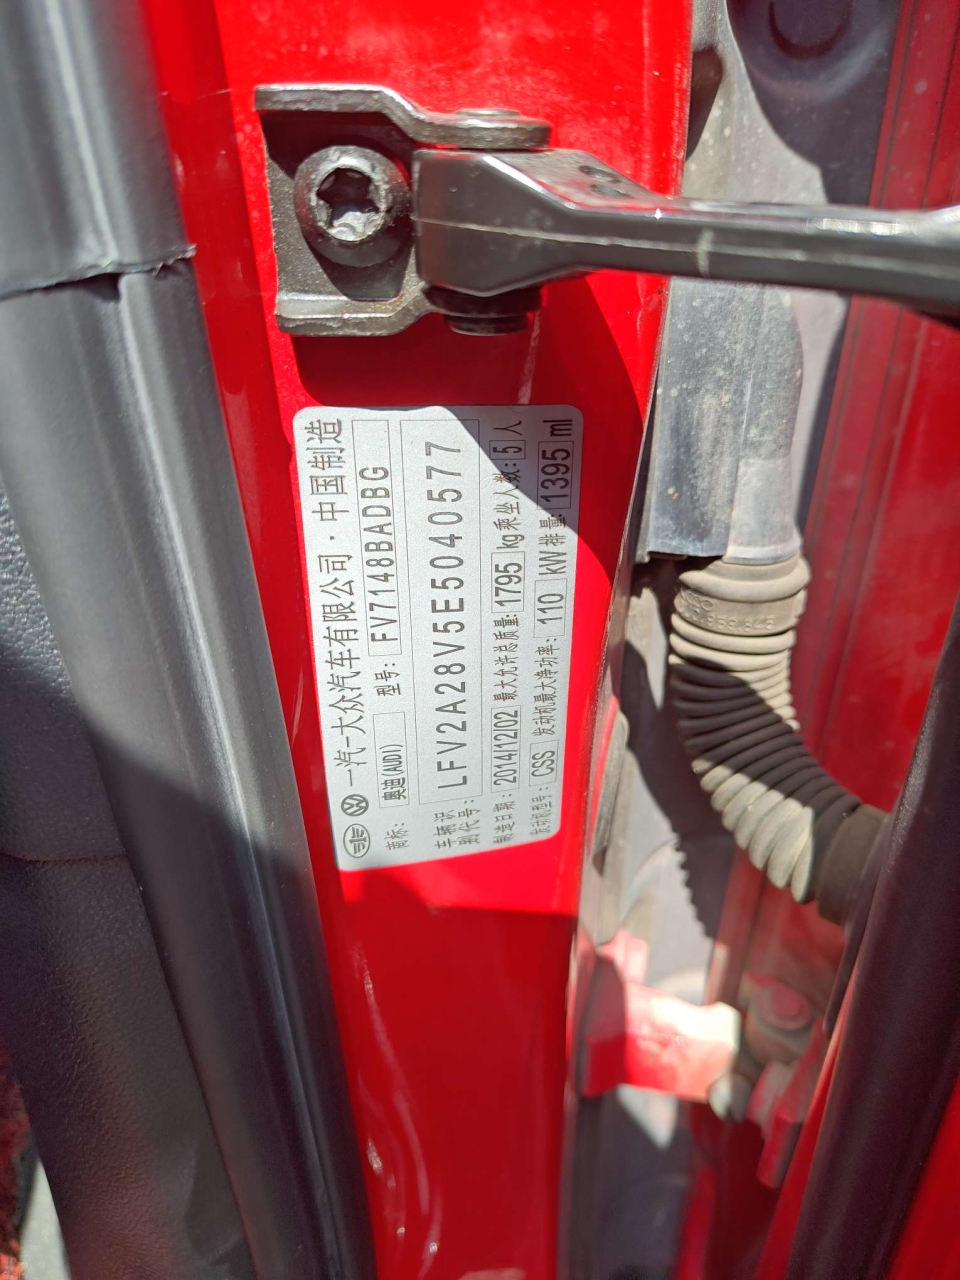 一汽-大众汽车有限公司·中国制造
商标: 奥迪(AUDI) 型号: FV7148BADBG
车辆识别代号: LFV2A28V5E5040577
制造日期: 2014/12/02 最大允许总质量: 1795 kg 乘坐人数: 5 人
发动机型号: CSS 发动机最大净功率: 110 kW 排量: 1395 ml